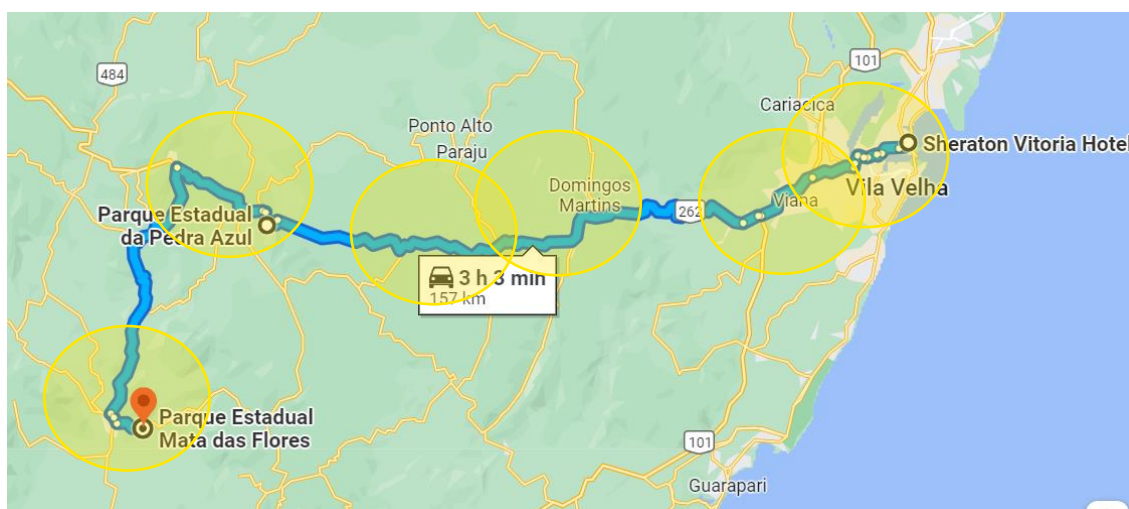 101
484
Cariacica
Ponto Alto
Paraju
Sheraton Vitoria Hotel
Domingos
Martins
Vila Velha
Viana
262
Parque Estadual
da Pedra Azul
3 h 3 min
157 km
Parque Estadual
Mata das Flores
101
Guarapari